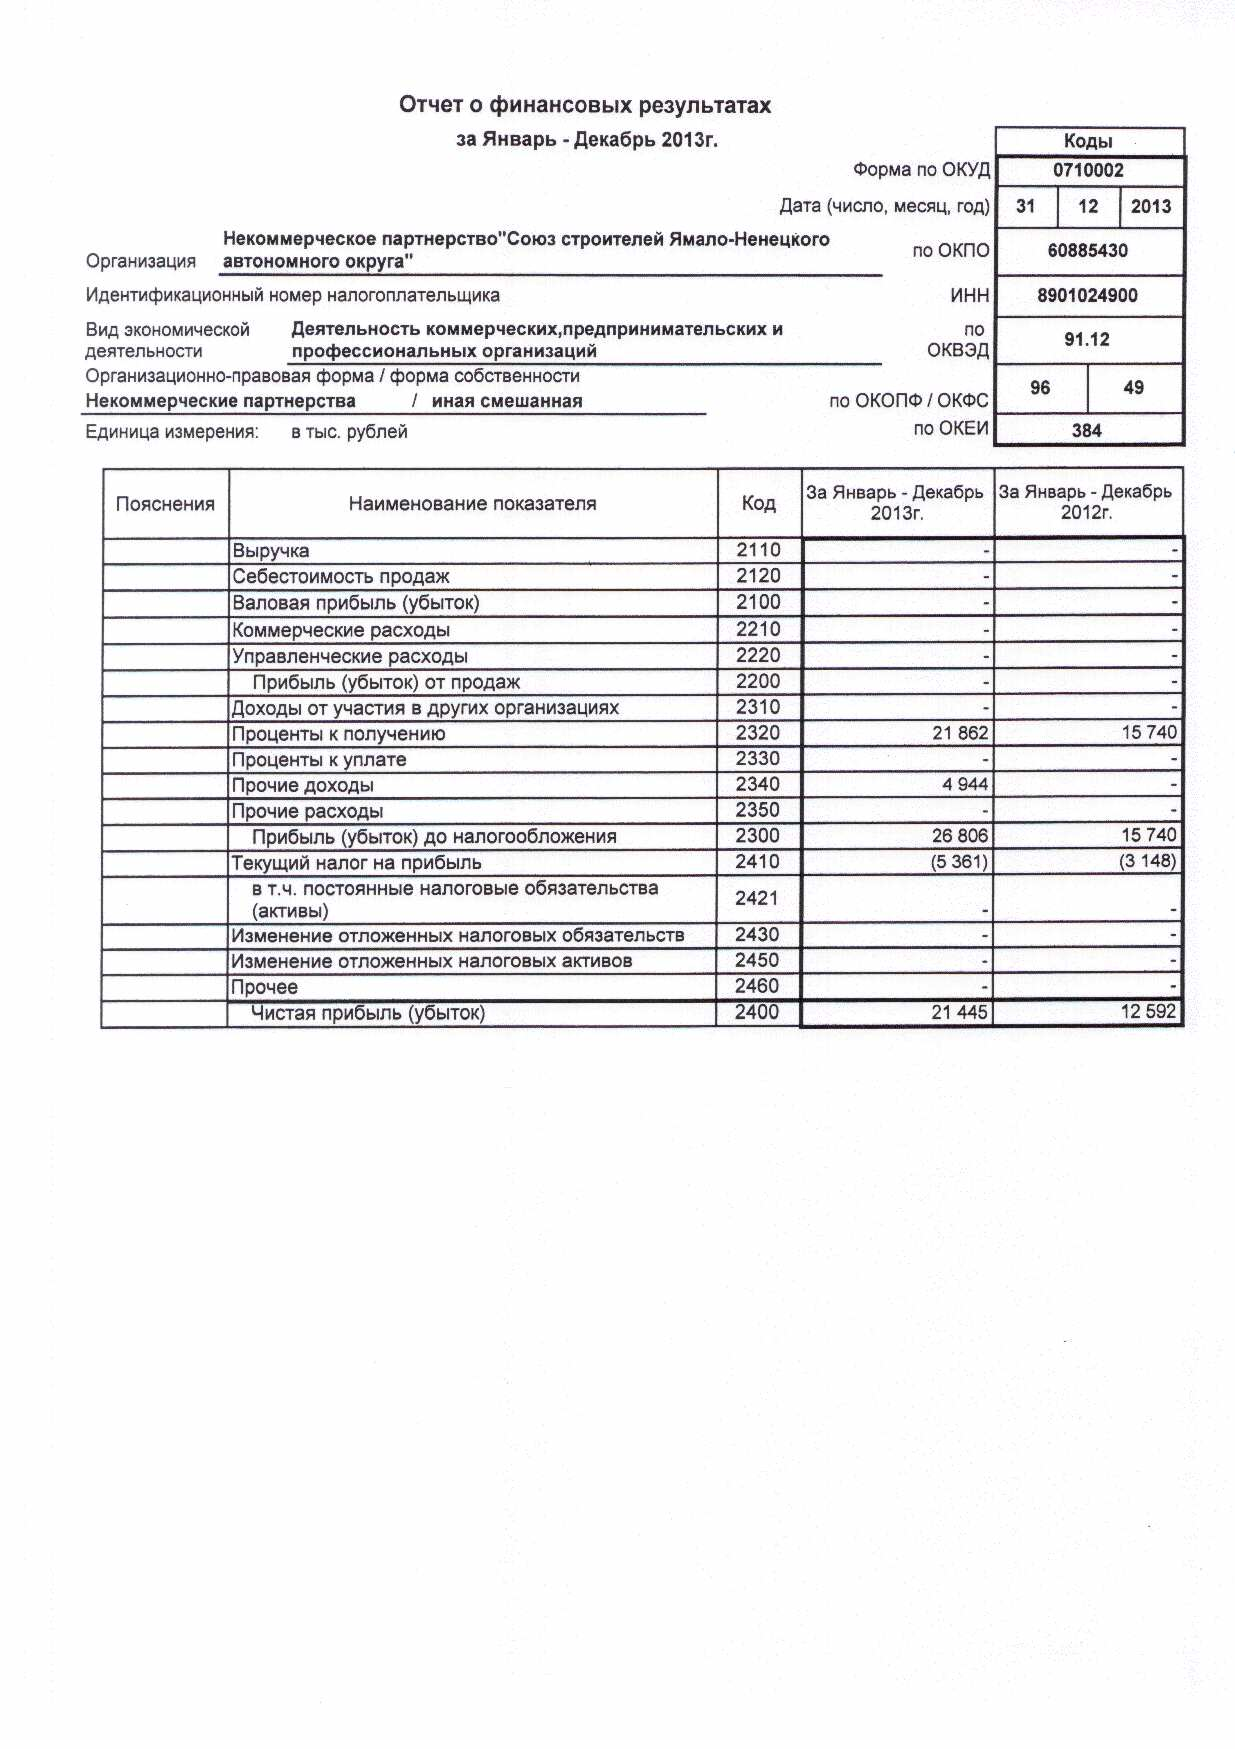 Отчет о финансовых результатах
за Январь - Декабрь 2013г.
Коды
Форма по ОКУД 0710002
Дата (число, месяц, год) 31 12 2013
Организация Некоммерческое партнерство"Союз строителей Ямало-Ненецкого
автономного округа" по ОКПО 60885430
Идентификационный номер налогоплательщика ИНН 8901024900
Вид экономической Деятельность коммерческих,предпринимательских и по
деятельности профессиональных организаций ОКВЭД 91.12
Организационно-правовая форма / форма собственности
Некоммерческие партнерства / иная смешанная по ОКОПФ / ОКФС 96 49
Единица измерения: в тыс. рублей по ОКЕИ 384
Пояснения Наименование показателя Код За Январь - Декабрь 2013г. За Январь - Декабрь 2012г.
Выручка 2110 - -
Себестоимость продаж 2120 - -
Валовая прибыль (убыток) 2100 - -
Коммерческие расходы 2210 - -
Управленческие расходы 2220 - -
Прибыль (убыток) от продаж 2200 - -
Доходы от участия в других организациях 2310 - -
Проценты к получению 2320 21 862 15 740
Проценты к уплате 2330 - -
Прочие доходы 2340 4 944 -
Прочие расходы 2350 - -
Прибыль (убыток) до налогообложения 2300 26 806 15 740
Текущий налог на прибыль 2410 (5 361) (3 148)
в т.ч. постоянные налоговые обязательства
(активы) 2421 - -
Изменение отложенных налоговых обязательств 2430 - -
Изменение отложенных налоговых активов 2450 - -
Прочее 2460 - -
Чистая прибыль (убыток) 2400 21 445 12 592